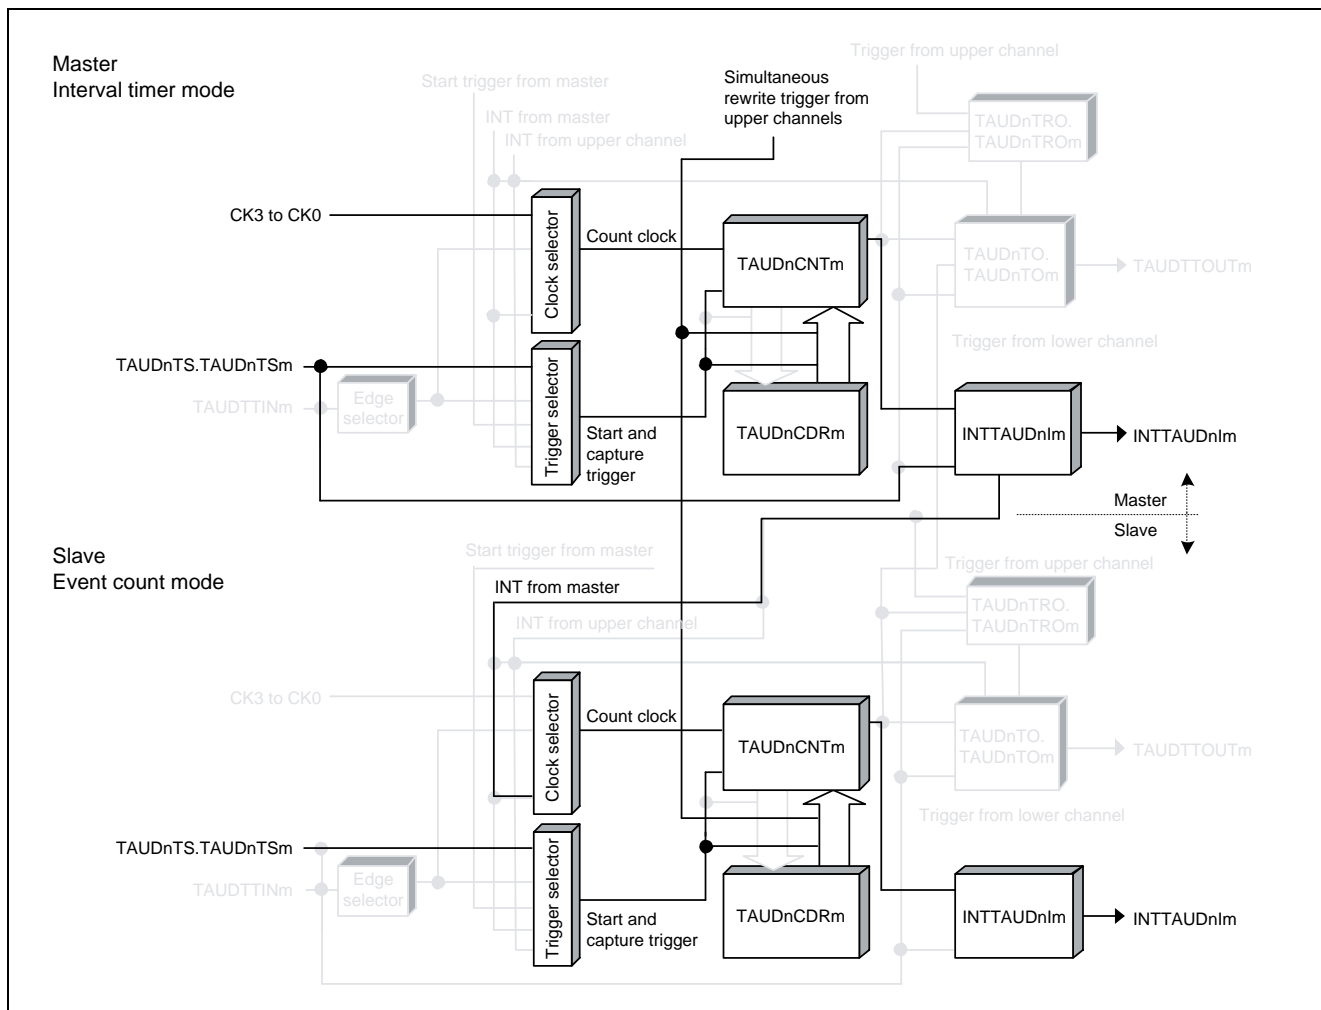 Master
Interval timer mode
Trigger from upper channel
Start trigger from master
Simultaneous
rewrite trigger from
upper channels
INT from master
INT from upper channel
TAUDnTRO.
TAUDnTROm
CK3 to CK0
Clock selector
Count clock
TAUDnCNTm
TAUDnTO.
TAUDnTOm
TAUDTTOUTm
Trigger from lower channel
TAUDnTS.TAUDnTSm
TAUDTTINm
Edge
selector
Trigger selector
Start and
capture
trigger
TAUDnCDRm
INTTAUDnIm
INTTAUDnIm
Master
Slave
Slave
Event count mode
Start trigger from master
Trigger from upper channel
INT from master
INT from upper channel
TAUDnTRO.
TAUDnTROm
CK3 to CK0
Clock selector
Count clock
TAUDnCNTm
TAUDnTO.
TAUDnTOm
TAUDTTOUTm
Trigger from lower channel
TAUDnTS.TAUDnTSm
TAUDTTINm
Edge
selector
Trigger selector
Start and
capture trigger
TAUDnCDRm
INTTAUDnIm
INTTAUDnIm